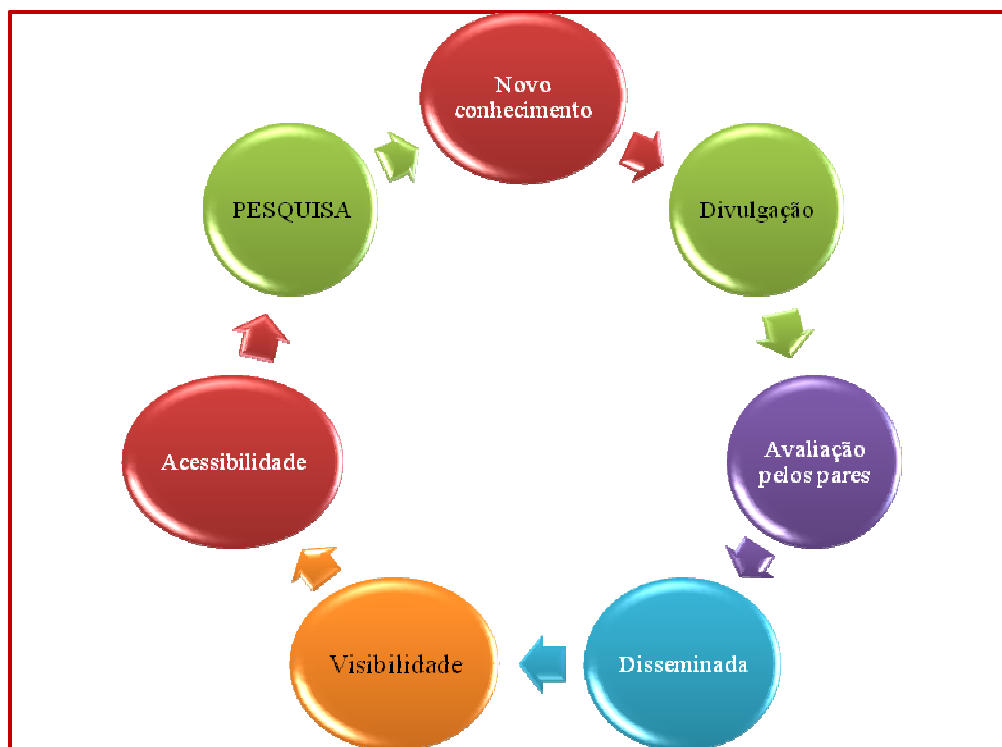 Novo
conhecimento
Divulgação
Avaliação
pelos pares
Disseminada
Visibilidade
Acessibilidade
PESQUISA